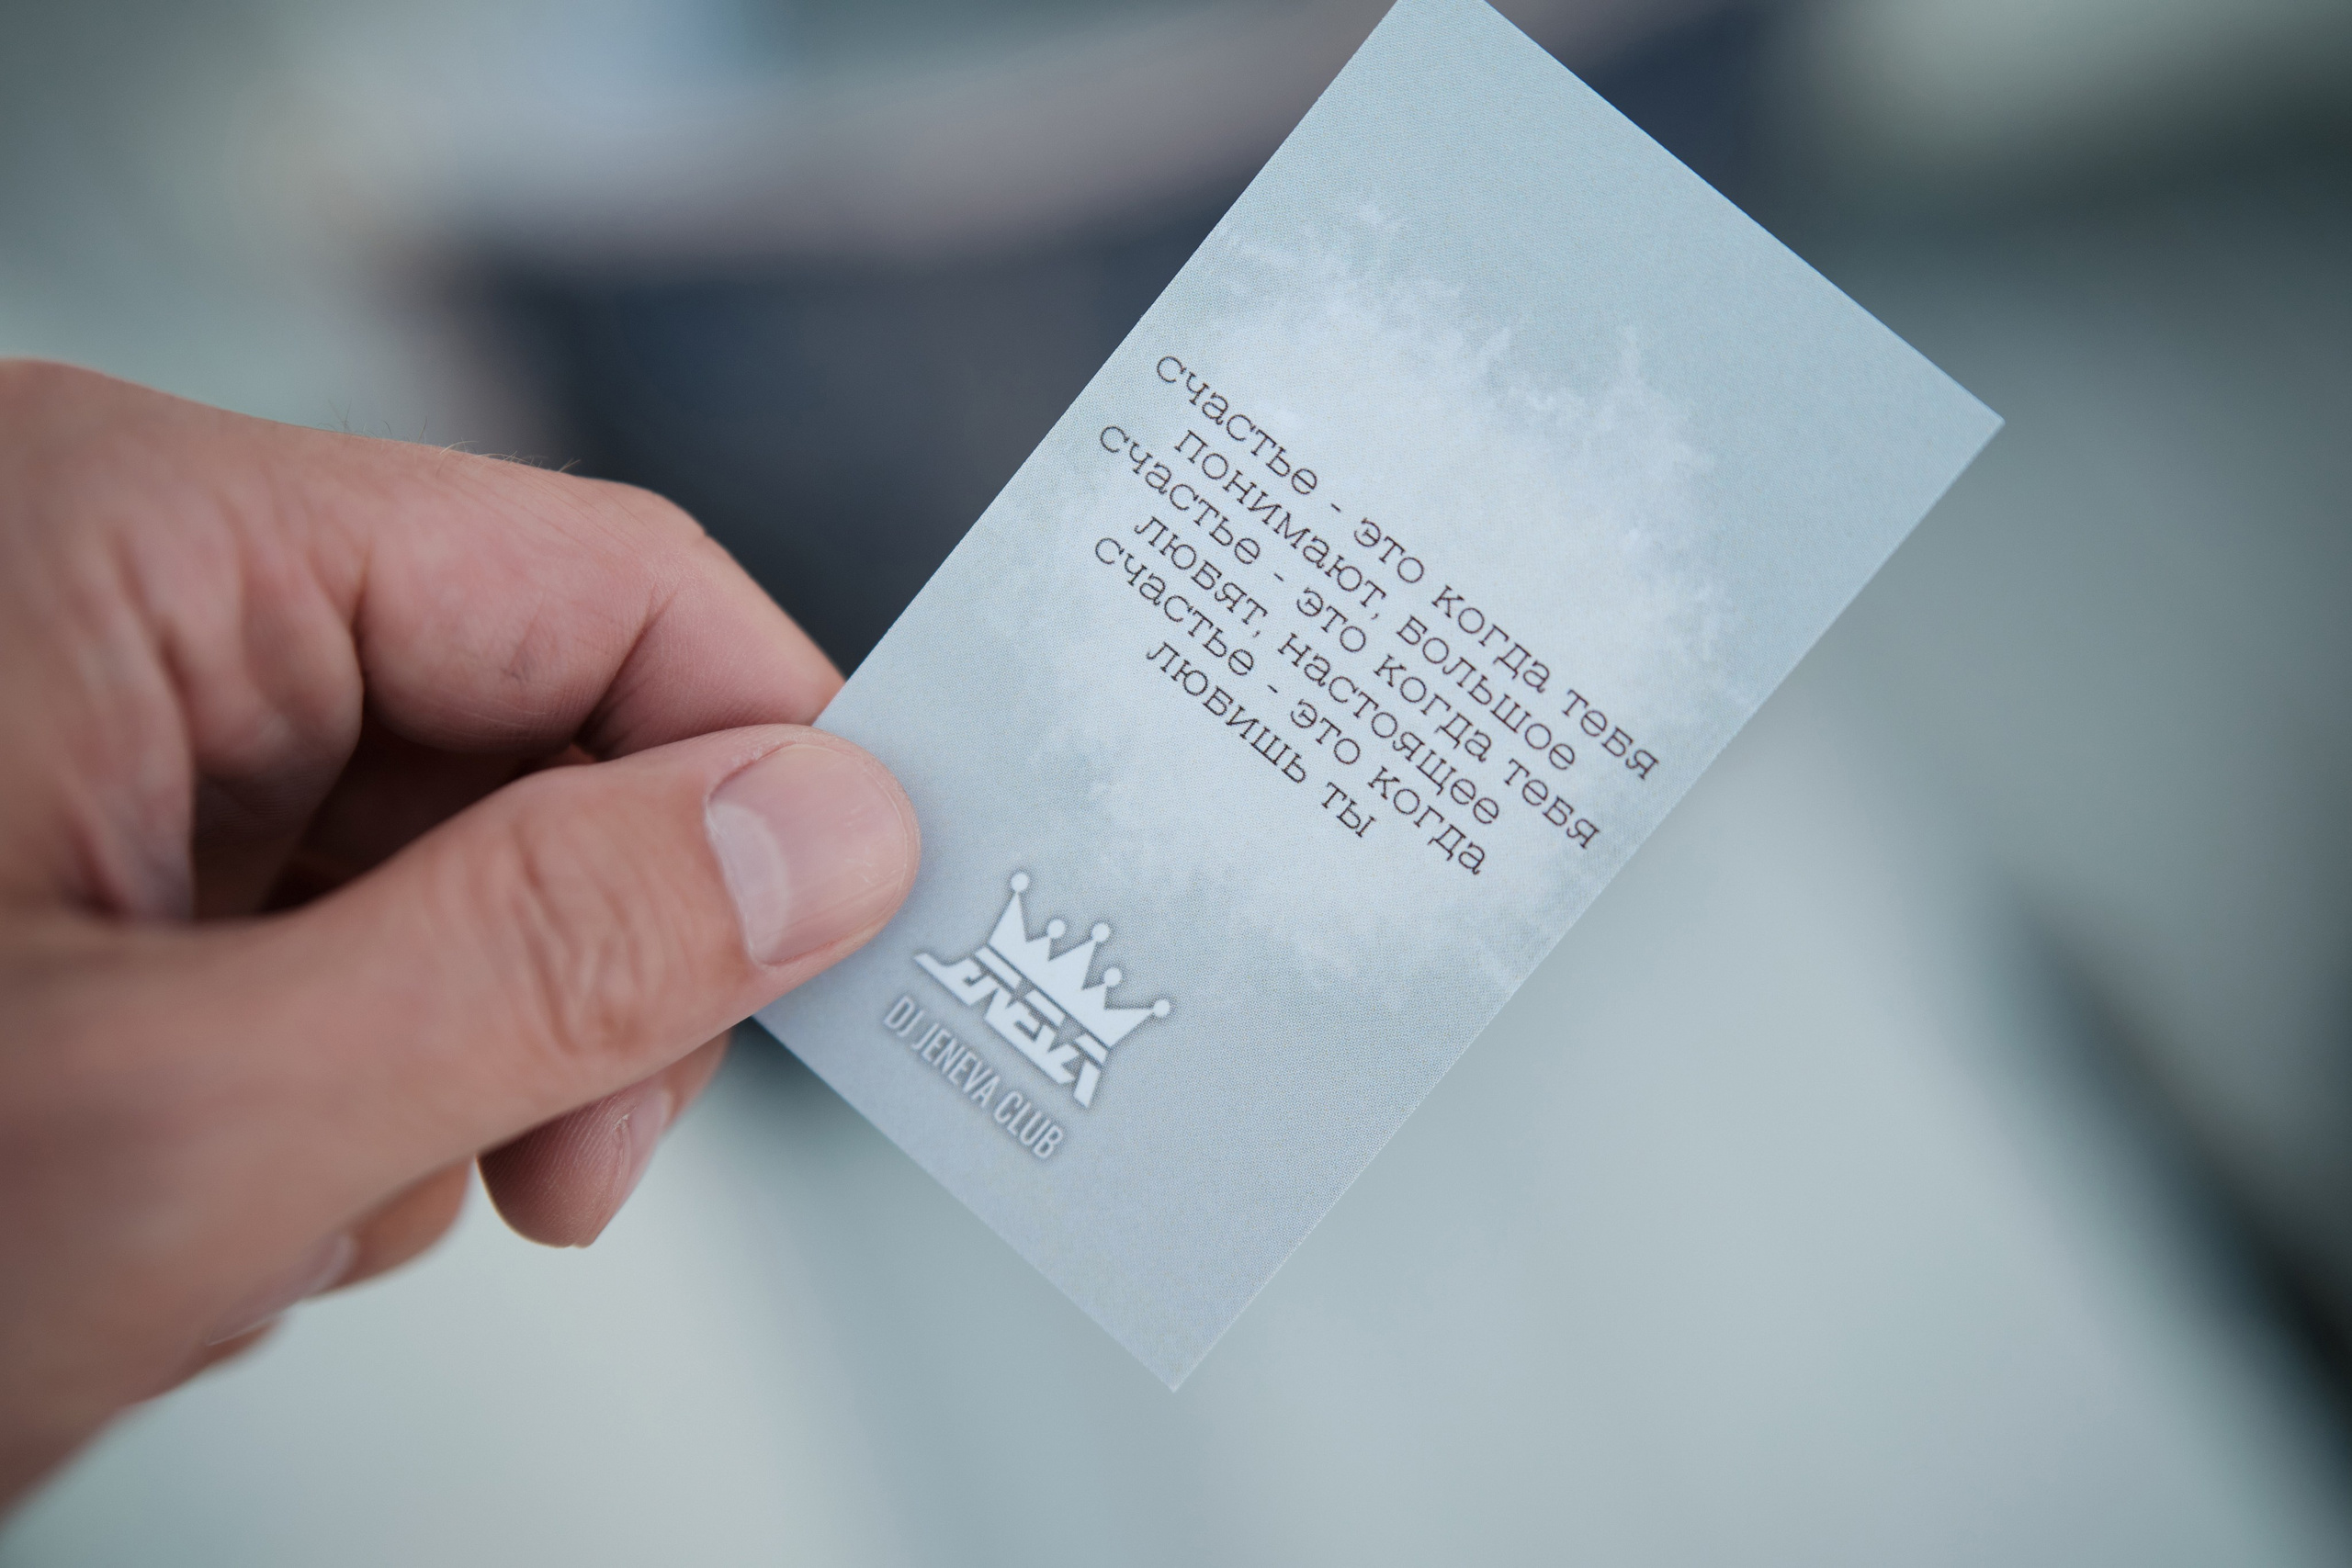 счастье - это когда тебя
понимают, большое
счастье - это когда тебя
любят, настоящее
счастье - это когда
любишь ты
JENEVA
DJ JENEVA CLUB